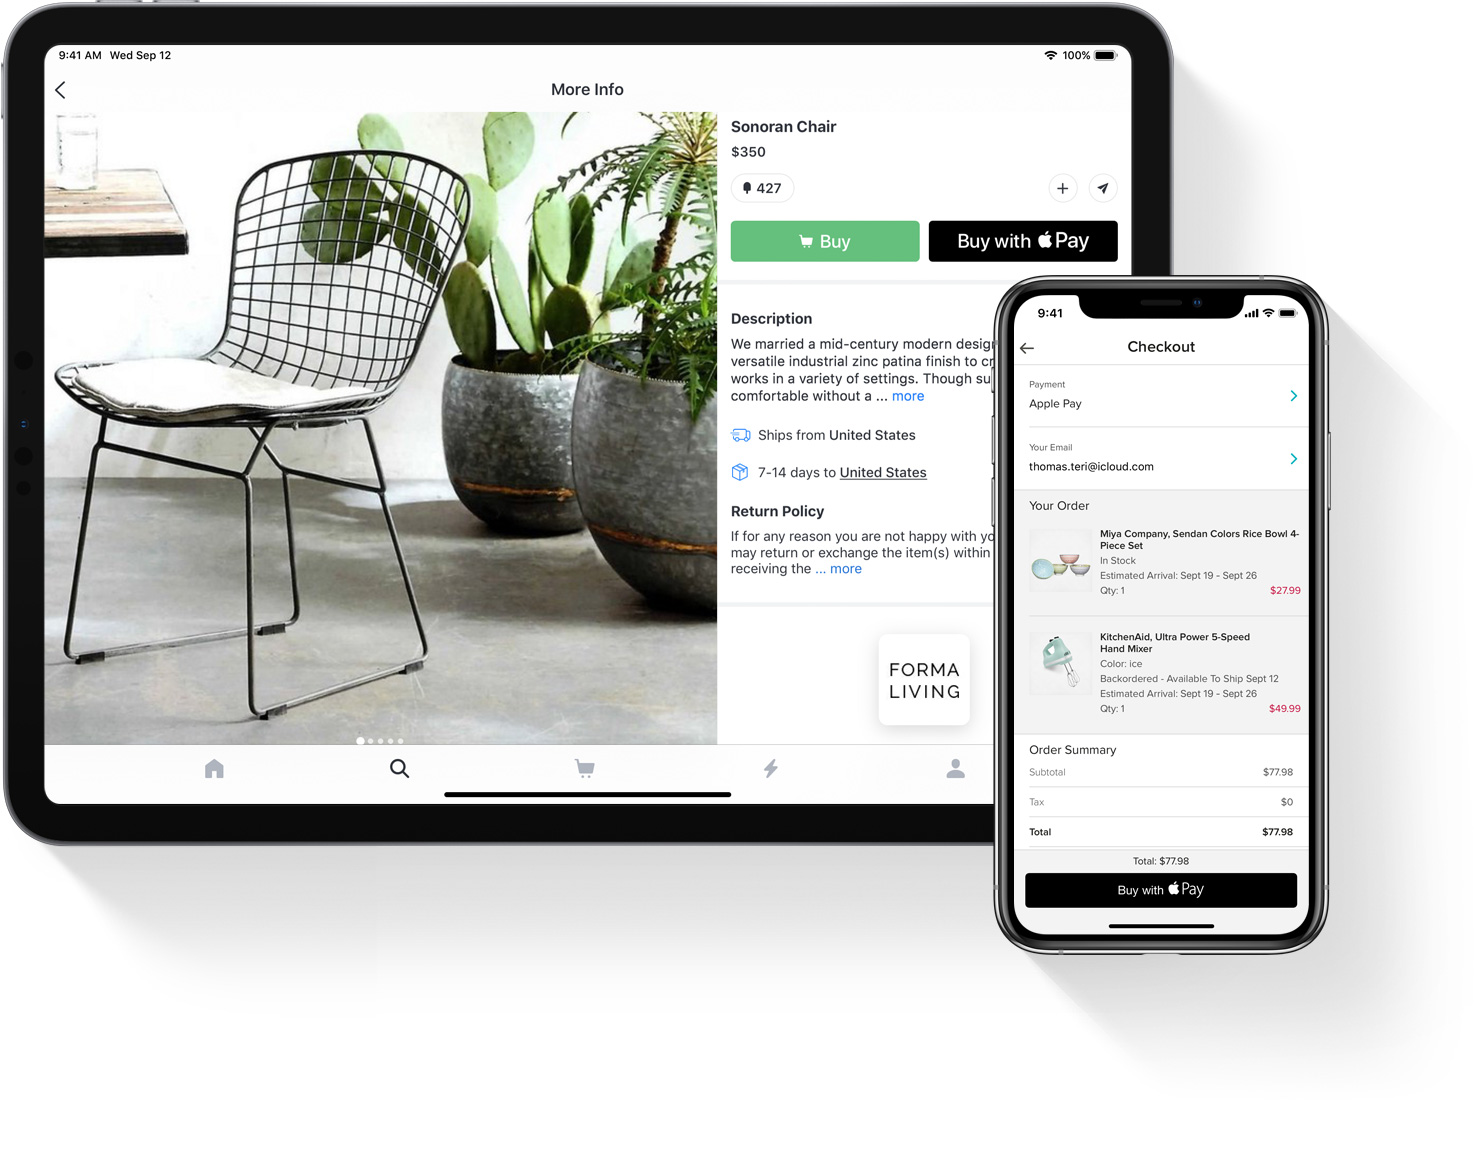 9:41 AM Wed Sep 12
100%
More Info
Sonoran Chair
$350
427
Buy
Buy with Pay
Description
We married a mid-century modern design
versatile industrial zinc patina finish to
works in a variety of settings. Though
comfortable without a ... more
Ships from United States
7-14 days to United States
Return Policy
If for any reason you are not happy with
may return or exchange the item(s) within
receiving the ... more
FORMA
LIVING
9:41
Checkout
Payment
Apple Pay
Your Email
thomas.teri@icloud.com
Your Order
Miya Company, Sendan Colors Rice Bowl 4-
Piece Set
In Stock
Estimated Arrival: Sept 19 - Sept 26
Qty: 1 $27.99
KitchenAid, Ultra Power 5-Speed
Hand Mixer
Color: ice
Backordered - Available To Ship Sept 12
Estimated Arrival: Sept 19 - Sept 26
Qty: 1 $49.99
Order Summary
Subtotal $77.98
Tax $0
Total $77.98
Total: $77.98
Buy with Pay